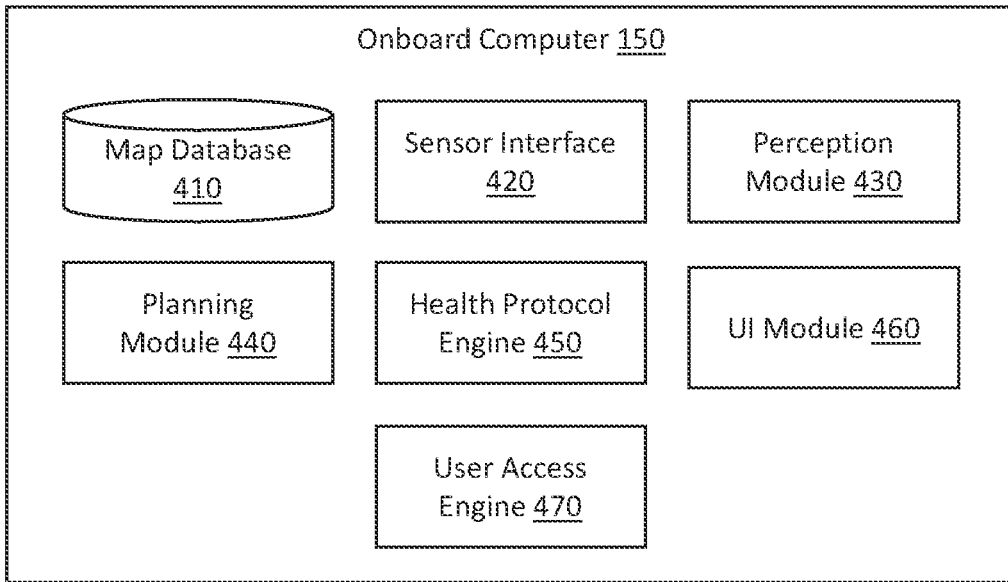 Onboard Computer 150
Map Database
410
Sensor Interface
420
Perception
Module 430
Planning
Module 440
Health Protocol
Engine 450
UI Module 460
User Access
Engine 470